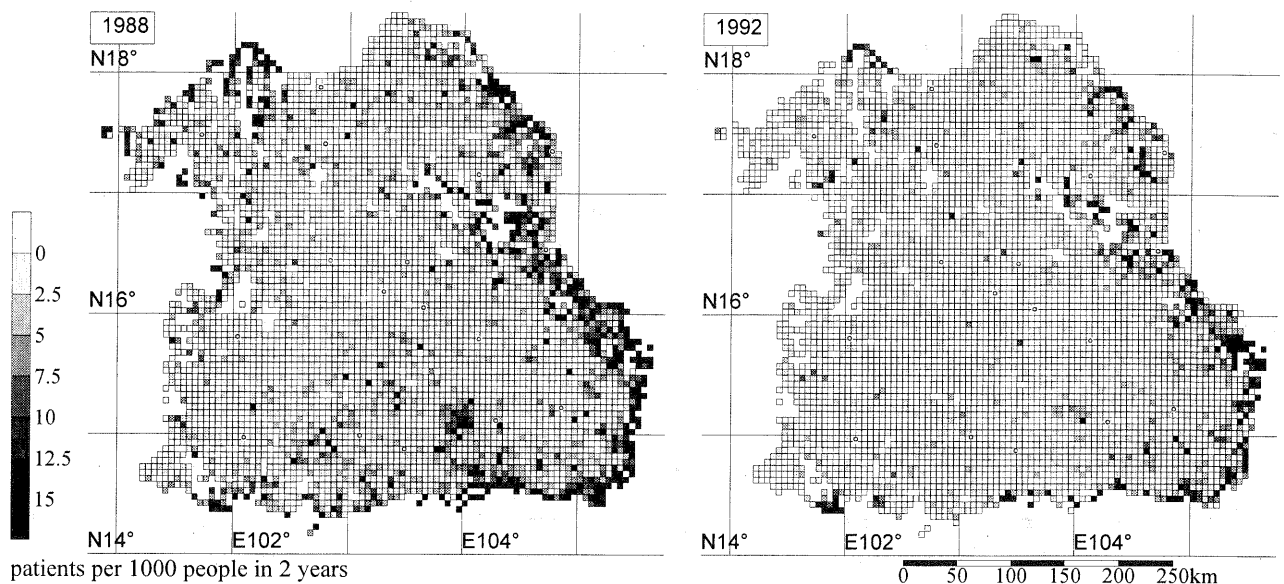 1988
N18°
N16°
N14°
E102°
E104°
1992
N18°
N16°
N14°
E102°
E104°
0
2.5
5
7.5
10
12.5
15
patients per 1000 people in 2 years
0 50 100 150 200 250km